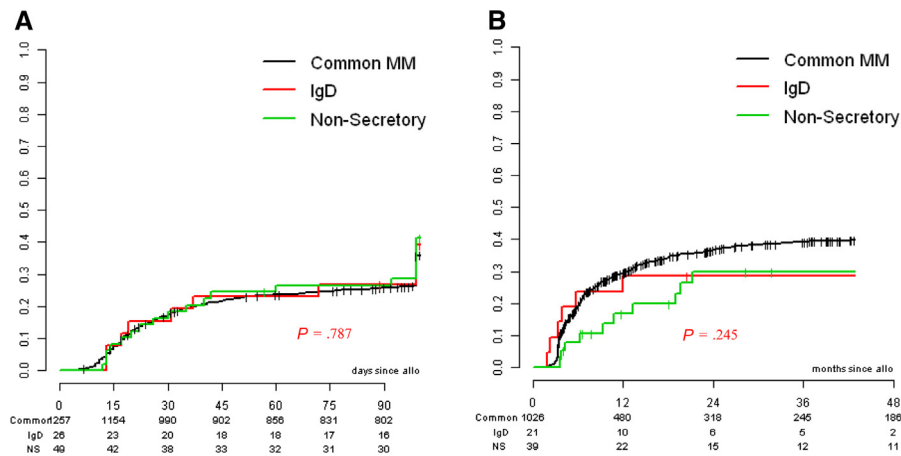 A
1.0
0.9
0.8
0.7
0.6
0.5
0.4
0.3
0.2
0.1
0.0
Common MM
IgD
Non-Secretory
P = .787
days since allo
0 15 30 45 60 75 90
Common1257 1154 990 902 856 831 802
IgD 26 23 20 18 18 17 16
NS 49 42 38 33 32 31 30
B
1.0
0.9
0.8
0.7
0.6
0.5
0.4
0.3
0.2
0.1
0.0
Common MM
IgD
Non-Secretory
P = .245
months since allo
0 12 24 36 48
Common 1026 480 318 245 186
IgD 21 10 6 5 2
NS 39 22 15 12 11